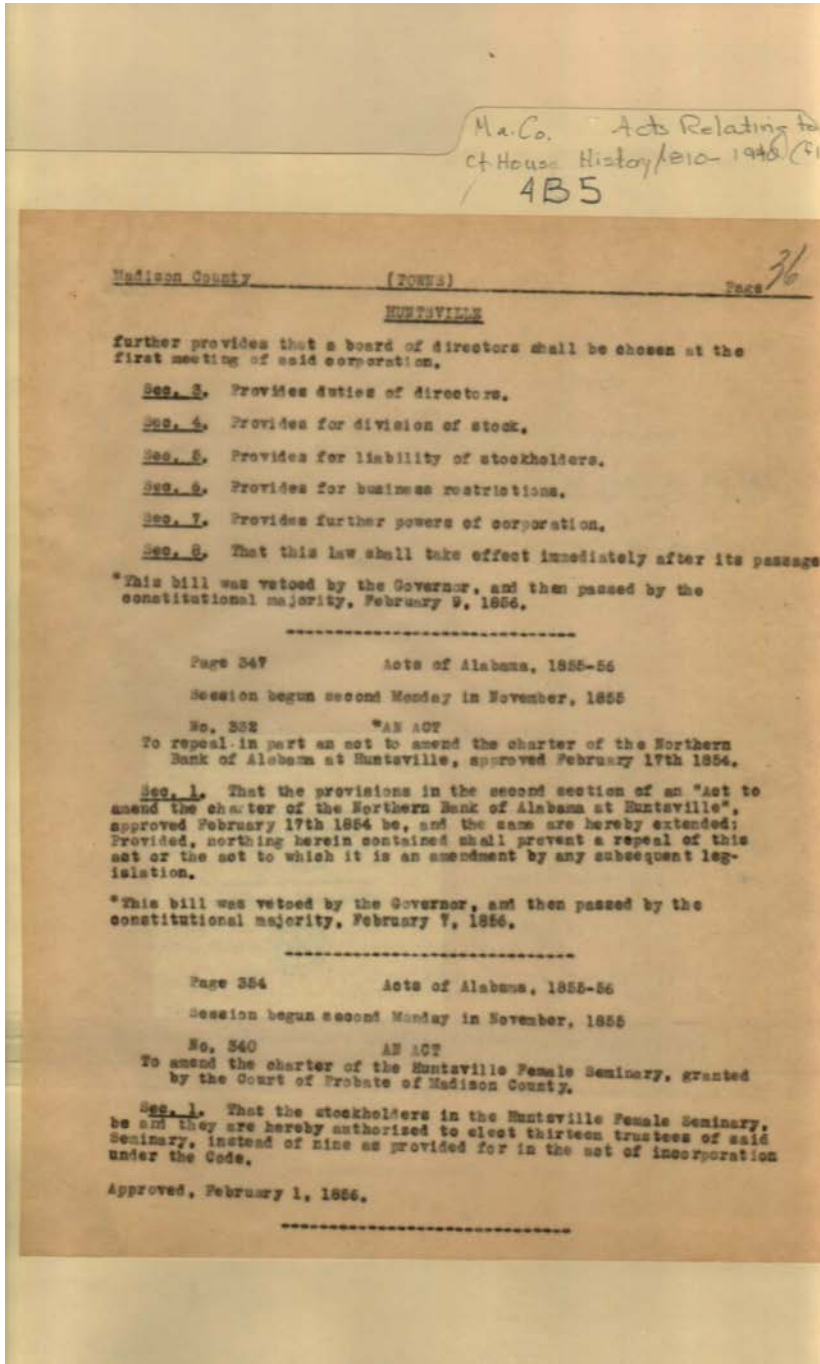 Ma. Co. Acts Relating to
Ct House History 1810-1940
4B5
Madison County (TOWNS) Page 36
HUNTSVILLE
further provides that a board of directors shall be chosen at the
first meeting of said corporation.
Sec. 3. Provides duties of directors.
Sec. 4. Provides for division of stock.
Sec. 5. Provides for liability of stockholders.
Sec. 6. Provides for business restrictions.
Sec. 7. Provides further powers of corporation.
Sec. 8. That this law shall take effect immediately after its passage
*This bill was vetoed by the Governor, and then passed by the
constitutional majority, February 9, 1856.
Page 347 Acts of Alabama, 1855-56
Session begun second Monday in November, 1855
No. 332 *AN ACT
To repeal in part an act to amend the charter of the Northern
Bank of Alabama at Huntsville, approved February 17th 1854.
Sec. 1. That the provisions in the second section of an "Act to
amend the charter of the Northern Bank of Alabama at Huntsville",
approved February 17th 1854 be, and the same are hereby extended:
Provided, northing herein contained shall prevent a repeal of this
act or the act to which it is an amendment by any subsequent leg-
islation.
*This bill was vetoed by the Governor, and then passed by the
constitutional majority, February 7, 1856.
Page 354 Acts of Alabama, 1855-56
Session begun second Monday in November, 1855
No. 340 AN ACT
To amend the charter of the Huntsville Female Seminary, granted
by the Court of Probate of Madison County.
Sec. 1. That the stockholders in the Huntsville Female Seminary,
be and they are hereby authorized to elect thirteen trustees of said
Seminary, instead of nine as provided for in the act of incorporation
under the Code.
Approved, February 1, 1856.